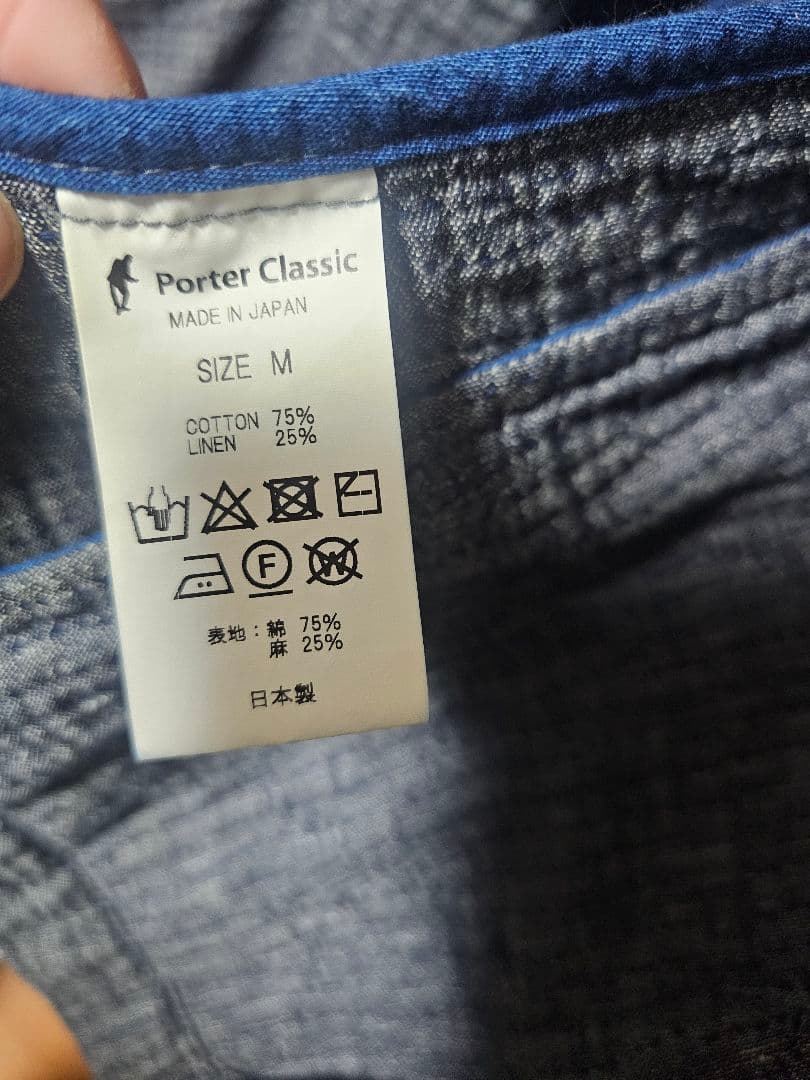 Porter Classic
MADE IN JAPAN
SIZE M
COTTON 75%
LINEN 25%
F
W
表地：綿 75%
麻 25%
日本製